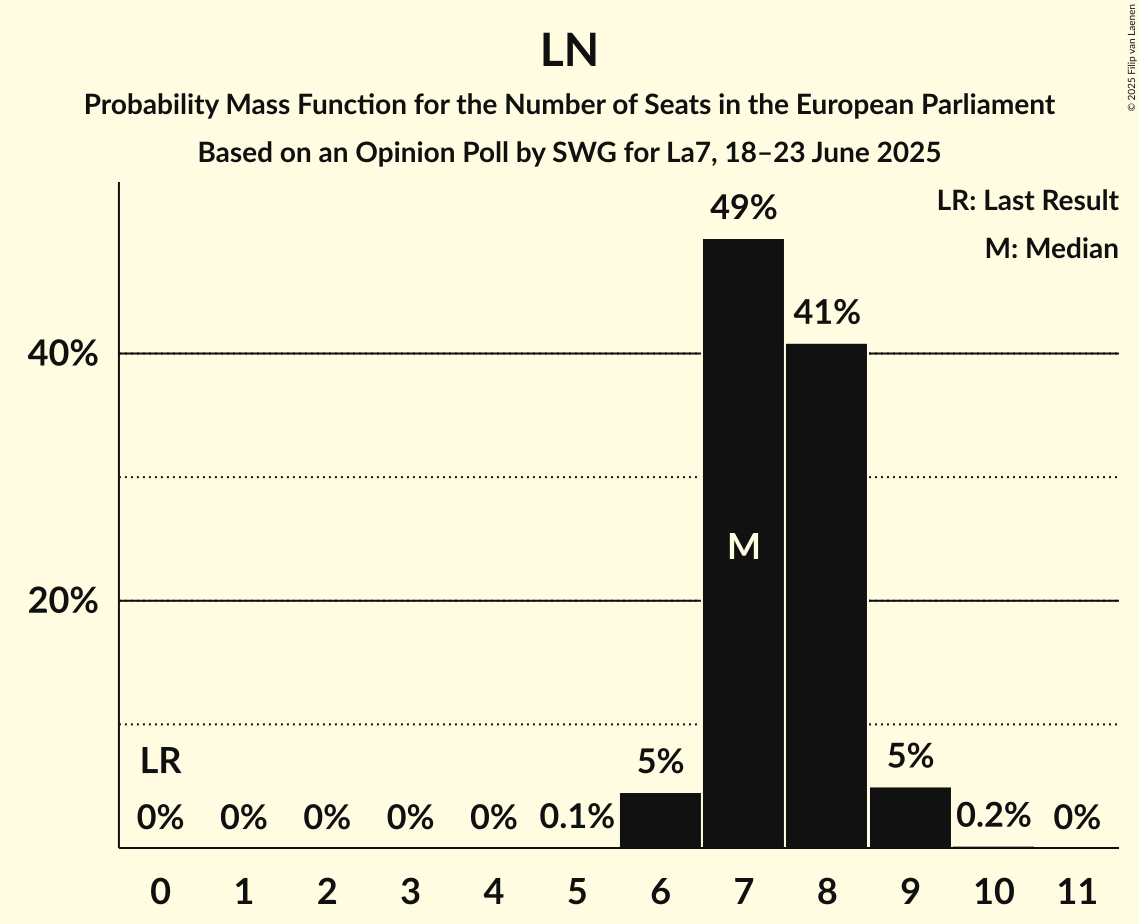 LN
Probability Mass Function for the Number of Seats in the European Parliament
Based on an Opinion Poll by SWG for La7, 18–23 June 2025
© 2025 Filip van Laenen
LR: Last Result
M: Median
49%
41%
40%
M
20%
LR
5%
5%
0%
0%
0%
0%
0%
0.1%
0.2%
0%
0 1 2 3 4 5 6 7 8 9 10 11